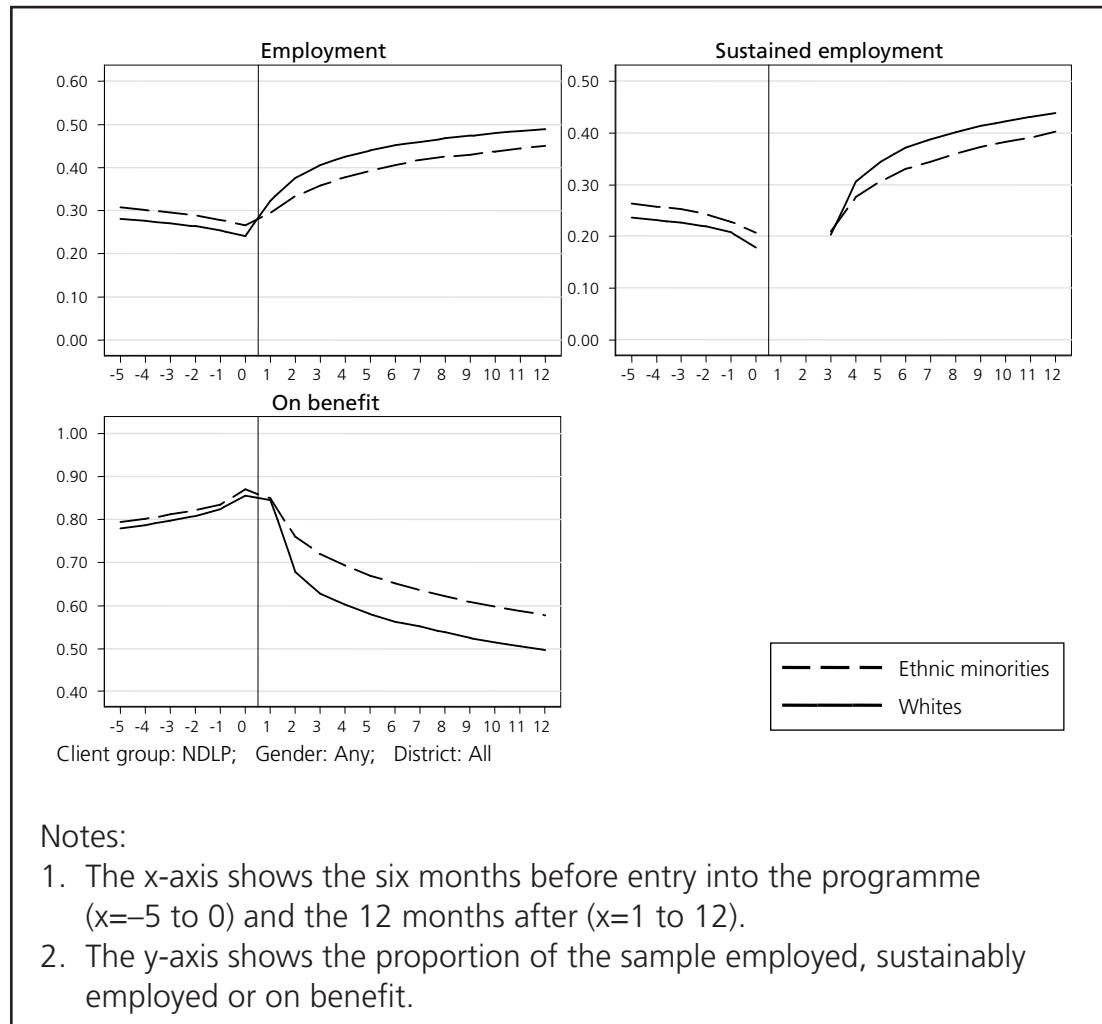 Employment
0.60
0.50
0.40
0.30
0.20
0.10
0.00
-5 -4 -3 -2 -1 0 1 2 3 4 5 6 7 8 9 10 11 12
Sustained employment
0.50
0.40
0.30
0.20
0.10
0.00
-5 -4 -3 -2 -1 0 1 2 3 4 5 6 7 8 9 10 11 12
On benefit
1.00
0.90
0.80
0.70
0.60
0.50
0.40
-5 -4 -3 -2 -1 0 1 2 3 4 5 6 7 8 9 10 11 12
Ethnic minorities
Whites
Client group: NDLP; Gender: Any; District: All
Notes:
1. The x-axis shows the six months before entry into the programme
(x=–5 to 0) and the 12 months after (x=1 to 12).
2. The y-axis shows the proportion of the sample employed, sustainably
employed or on benefit.